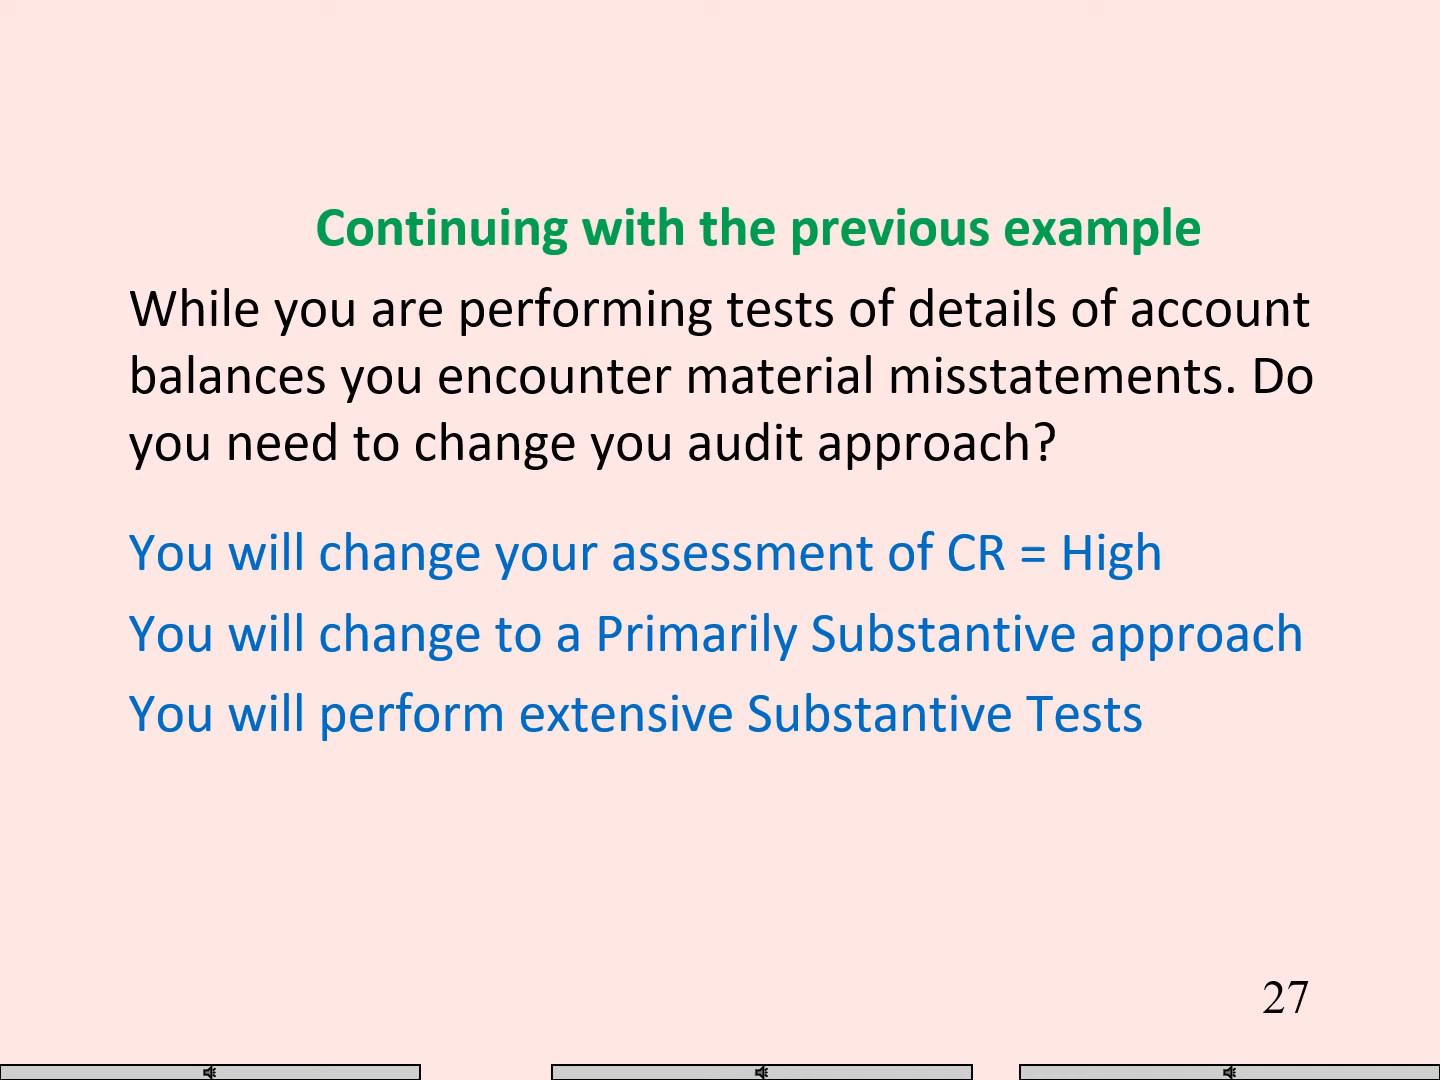 Continuing with the previous example
While you are performing tests of details of account
balances you encounter material misstatements. Do
you need to change you audit approach?
You will change your assessment of CR = High
You will change to a Primarily Substantive approach
You will perform extensive Substantive Tests
27